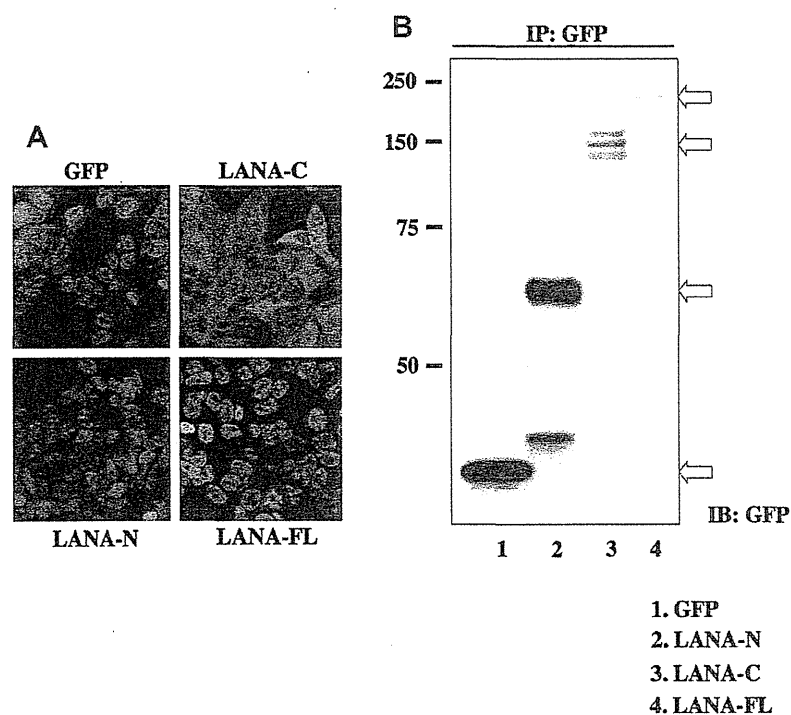 A
GFP
LANA-C
LANA-N
LANA-FL
B
IP: GFP
250
150
75
50
IB: GFP
1 2 3 4
1. GFP
2. LANA-N
3. LANA-C
4. LANA-FL